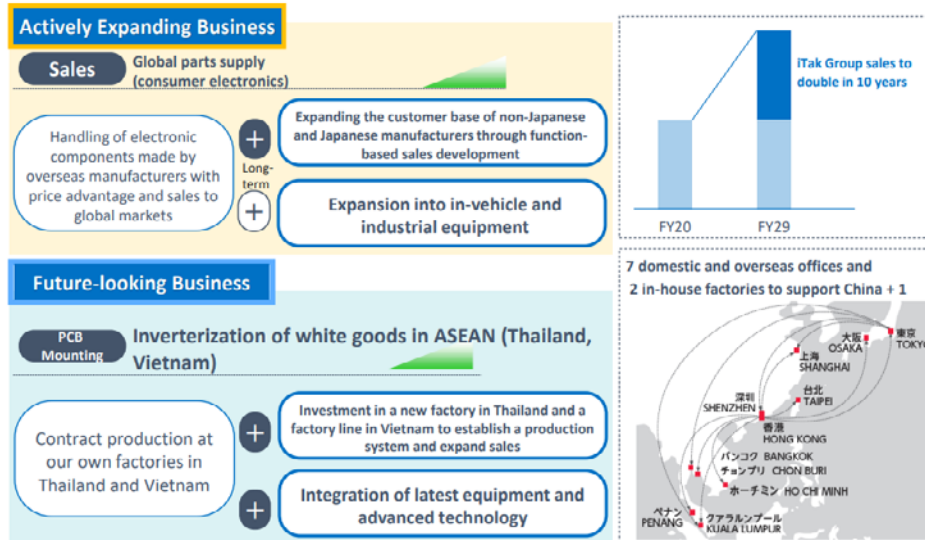 Actively Expanding Business
Sales
Global parts supply
(consumer electronics)
Handling of electronic
components made by
overseas manufacturers with
price advantage and sales to
global markets
+
Long-
term
+
Expanding the customer base of non-Japanese
and Japanese manufacturers through function-
based sales development
Expansion into in-vehicle and
industrial equipment
iTak Group sales to
double in 10 years
FY20
FY29
Future-looking Business
PCB
Mounting
Inverterization of white goods in ASEAN (Thailand,
Vietnam)
Contract production at
our own factories in
Thailand and Vietnam
+
+
Investment in a new factory in Thailand and a
factory line in Vietnam to establish a production
system and expand sales
Integration of latest equipment and
advanced technology
7 domestic and overseas offices and
2 in-house factories to support China + 1
大阪
OSAKA
東京
TOKYO
上海
SHANGHAI
深圳
SHENZHEN
台北
TAIPEI
香港
HONG KONG
バンコク BANGKOK
チョンブリ CHON BURI
ホーチミン HO CHI MINH
ペナン
PENANG
クアラルンプール
KUALA LUMPUR